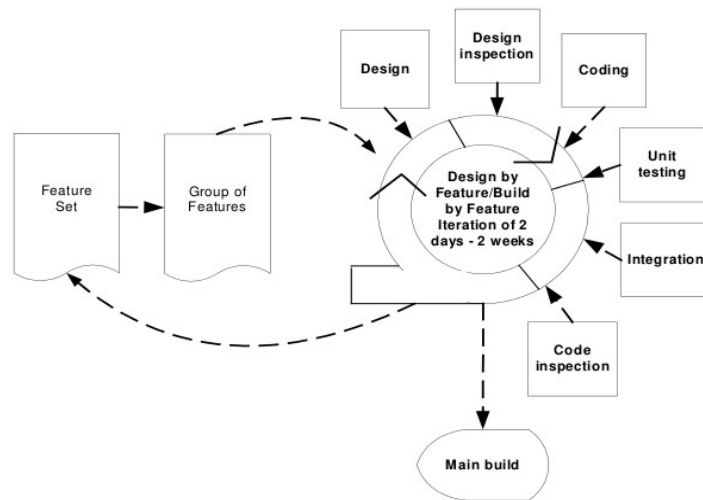 Feature
Set
Group of
Features
Design
Design
inspection
Coding
Unit
testing
Integration
Code
inspection
Design by
Feature/Build
by Feature
Iteration of 2
days - 2 weeks
Main build